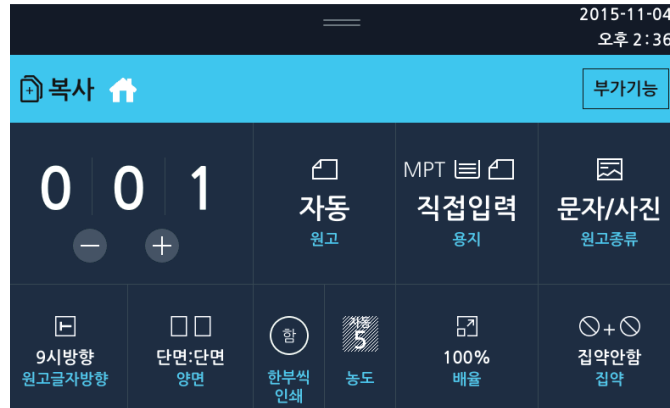 2015-11-04
오후 2:36
복사
부가기능
0 0 1
자동
원고
MPT
직접입력
용지
문자/사진
원고종류
9시방향
원고글자방향
단면:단면
양면
함
한부씩
인쇄
자동
5
농도
100%
배율
집약안함
집약